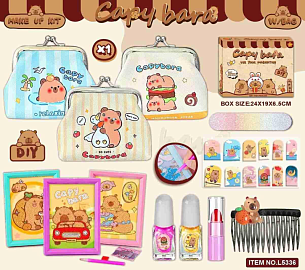 MAKE UP KIT
Capy bara
W/BAG
X1
Capybara
Capy bara
BOX SIZE:24X19X6.5CM
Capybara
DIY
Capy bara
ITEM NO.L5336